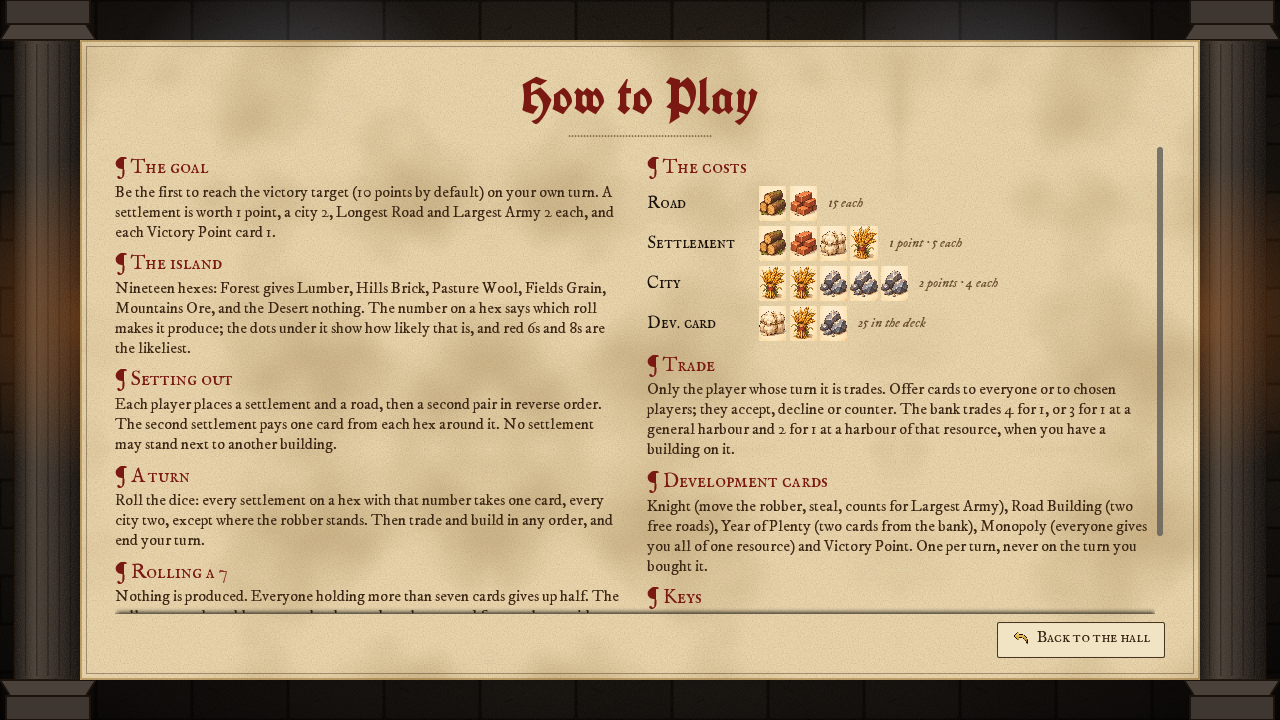 How to Play
¶ The goal
Be the first to reach the victory target (10 points by default) on your own turn. A
settlement is worth 1 point, a city 2, Longest Road and Largest Army 2 each, and
each Victory Point card 1.
¶ The island
Nineteen hexes: Forest gives Lumber, Hills Brick, Pasture Wool, Fields Grain,
Mountains Ore, and the Desert nothing. The number on a hex says which roll
makes it produce; the dots under it show how likely that is, and red 6s and 8s are
the likeliest.
¶ Setting out
Each player places a settlement and a road, then a second pair in reverse order.
The second settlement pays one card from each hex around it. No settlement
may stand next to another building.
¶ A turn
Roll the dice: every settlement on a hex with that number takes one card, every
city two, except where the robber stands. Then trade and build in any order, and
end your turn.
¶ Rolling a 7
Nothing is produced. Everyone holding more than seven cards gives up half. The
¶ The costs
Road 15 each
Settlement 1 point · 5 each
City 2 points · 4 each
Dev. card 25 in the deck
¶ Trade
Only the player whose turn it is trades. Offer cards to everyone or to chosen
players; they accept, decline or counter. The bank trades 4 for 1, or 3 for 1 at a
general harbour and 2 for 1 at a harbour of that resource, when you have a
building on it.
¶ Development cards
Knight (move the robber, steal, counts for Largest Army), Road Building (two
free roads), Year of Plenty (two cards from the bank), Monopoly (everyone gives
you all of one resource) and Victory Point. One per turn, never on the turn you
bought it.
¶ Keys
Back to the hall